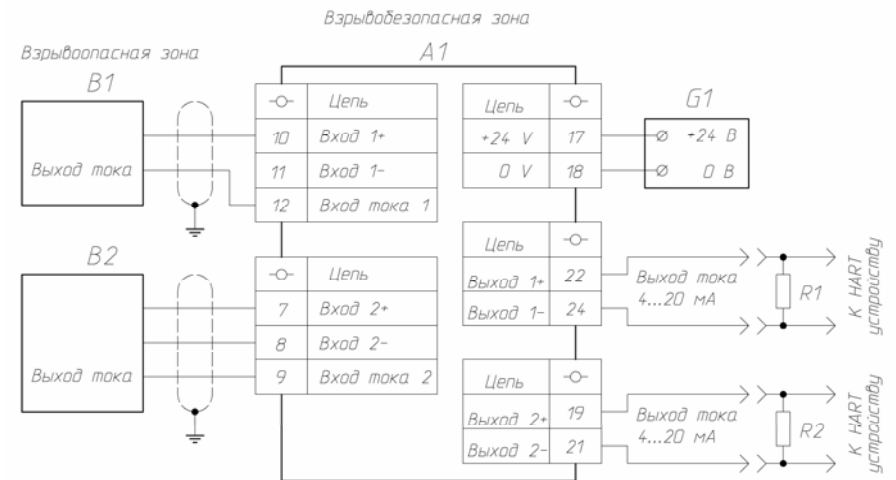 Взрывобезопасная зона
Взрывоопасная зона
В1
А1
G1
Цепь
10 Вход 1+
11 Вход 1-
12 Вход тока 1
Выход тока
Цепь
+24 V 17
0 V 18
+24 В
0 В
В2
Цепь
7 Вход 2+
8 Вход 2-
9 Вход тока 2
Выход тока
Цепь
Выход 1+ 22
Выход 1- 24
Выход тока
4...20 мА
R1
К HART
устройству
Цепь
Выход 2+ 19
Выход 2- 21
Выход тока
4...20 мА
R2
К HART
устройству